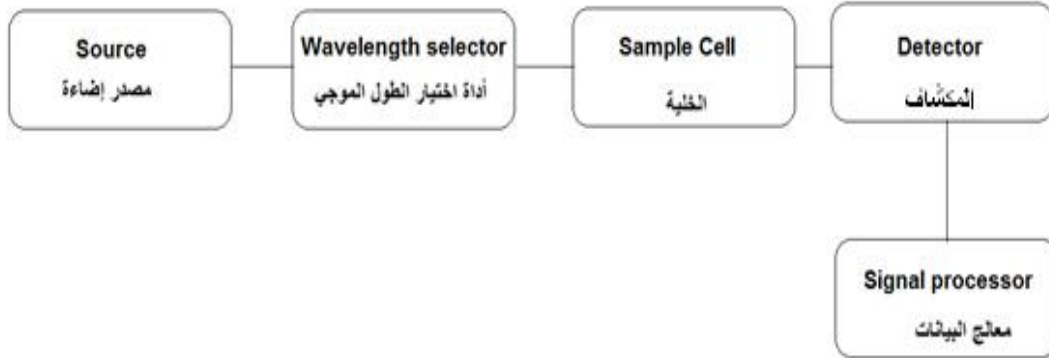 Source
مصدر إضاءة
Wavelength selector
أداة اختيار الطول الموجي
Sample Cell
الخلية
Detector
المكشاف
Signal processor
معالج البيانات